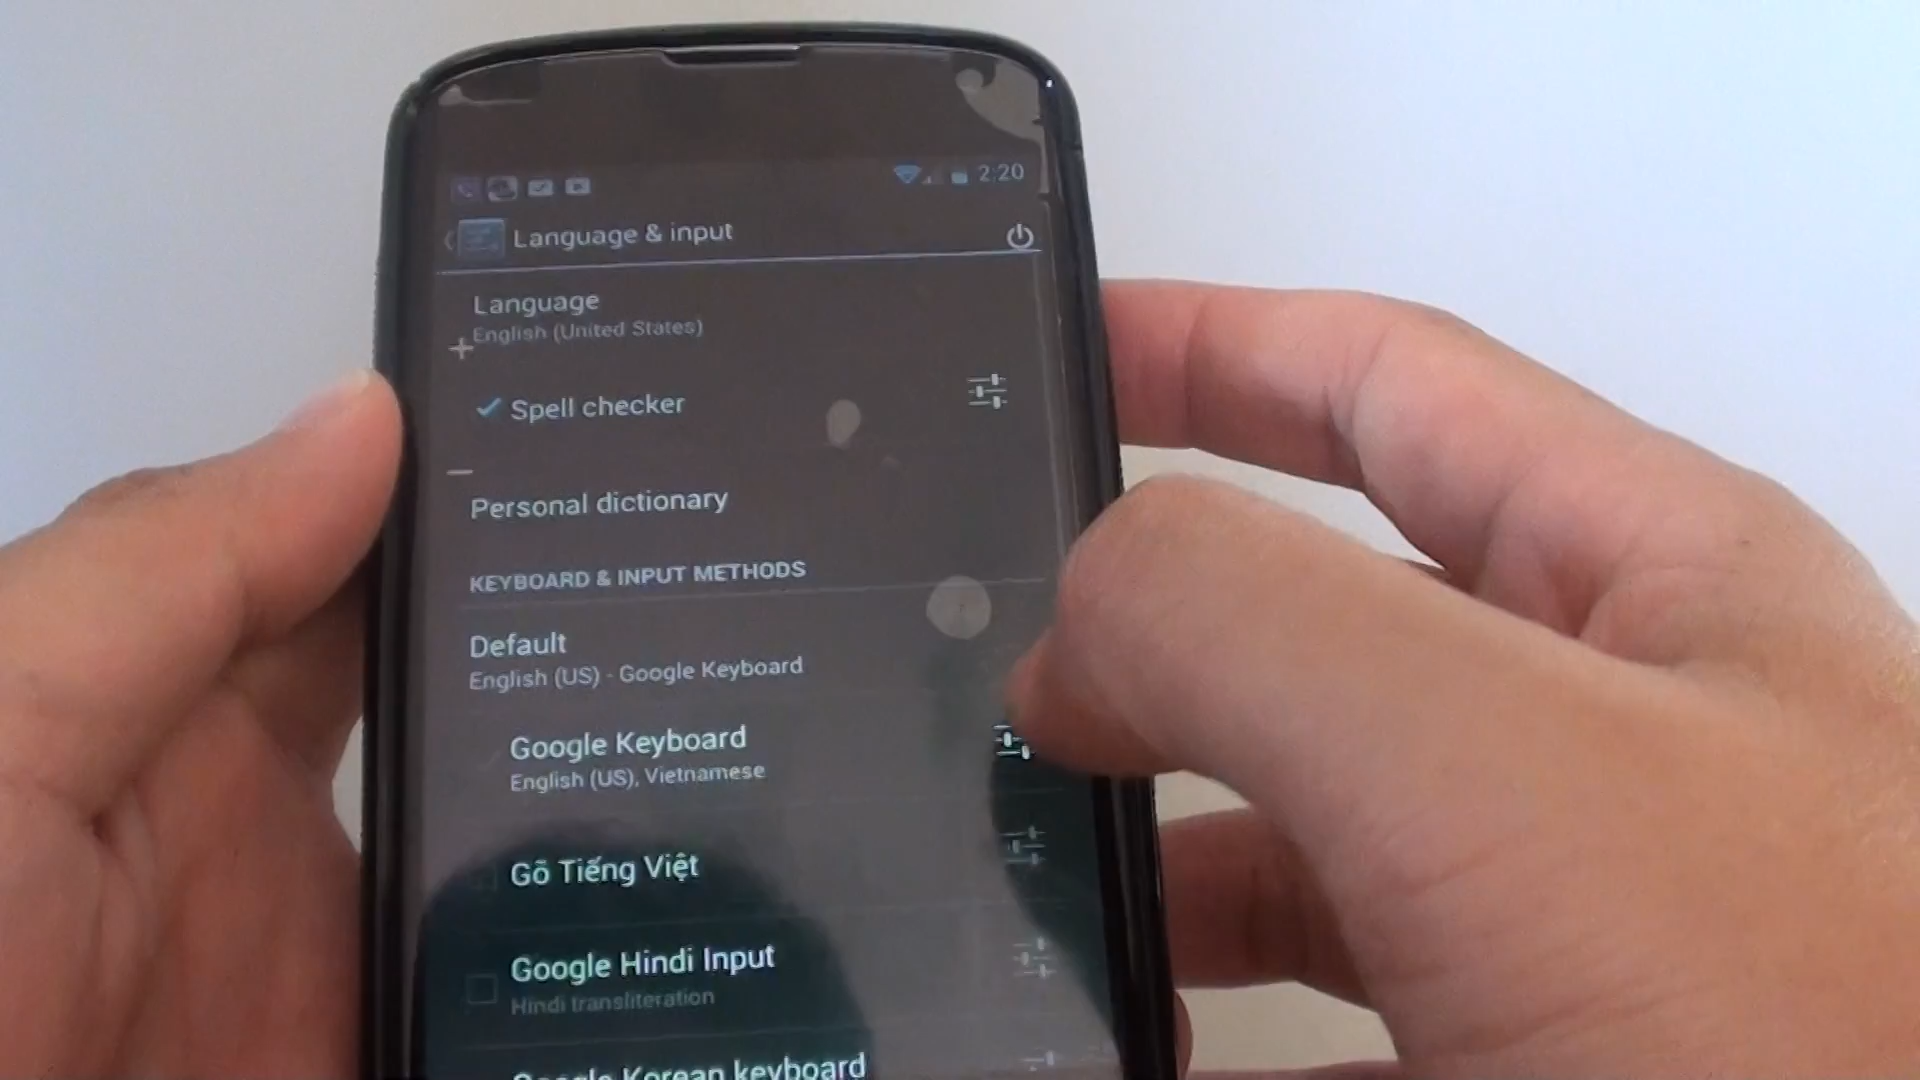 2:20
Language & input
Language
English (United States)
Spell checker
Personal dictionary
KEYBOARD & INPUT METHODS
Default
English (US) - Google Keyboard
Google Keyboard
English (US), Vietnamese
Gõ Tiếng Việt
Google Hindi Input
Hindi transliteration
Google Korean keyboard